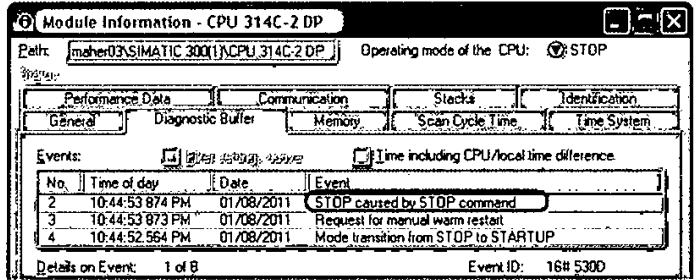 Module Information - CPU 314C-2 DP
Path: maher03\SIMATIC 300(1)\CPU 314C-2 DP Operating mode of the CPU: STOP
Performance Data Communication Stacks Identification
General Diagnostic Buffer Memory Scan Cycle Time Time System
Events: Time including CPU/local time difference
No. Time of day Date Event
2 10:44:53 874 PM 01/08/2011 STOP caused by STOP command
3 10:44:53 873 PM 01/08/2011 Request for manual warm restart
4 10:44:52.564 PM 01/08/2011 Mode transition from STOP to STARTUP
Details on Event: 1 of 8 Event ID: 16# 530D